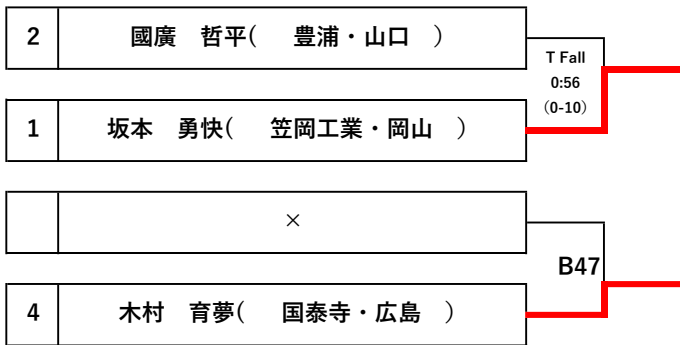 2 國廣 哲平( 豊浦・山口 )
T Fall
0:56
（0-10）
1 坂本 勇快( 笠岡工業・岡山 )
×
B47
4 木村 育夢( 国泰寺・広島 )